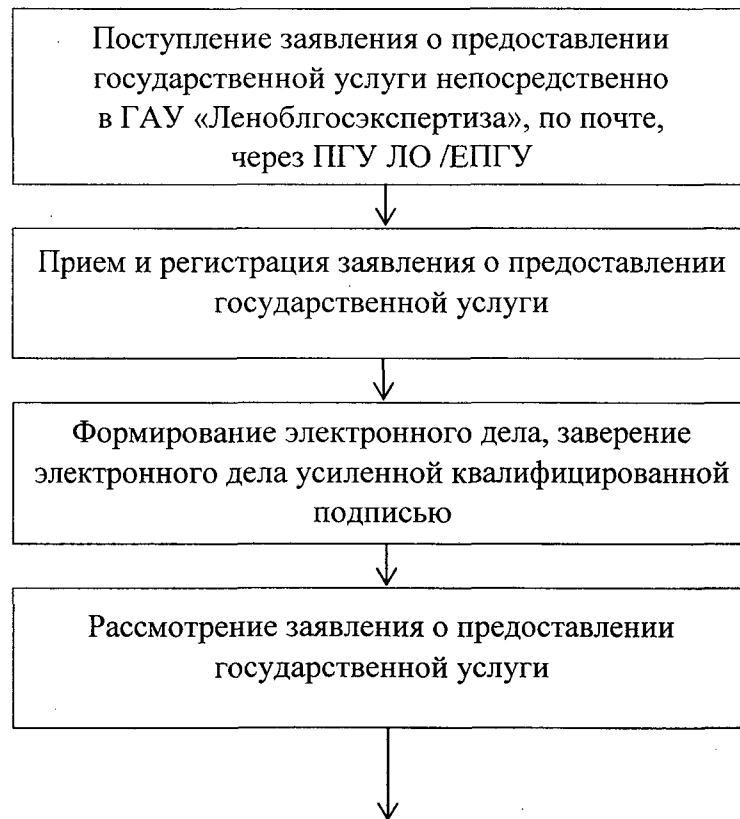 Поступление заявления о предоставлении
государственной услуги непосредственно
в ГАУ «Леноблгосэкспертиза», по почте,
через ПГУ ЛО /ЕПГУ
Прием и регистрация заявления о предоставлении
государственной услуги
Формирование электронного дела, заверение
электронного дела усиленной квалифицированной
подписью
Рассмотрение заявления о предоставлении
государственной услуги